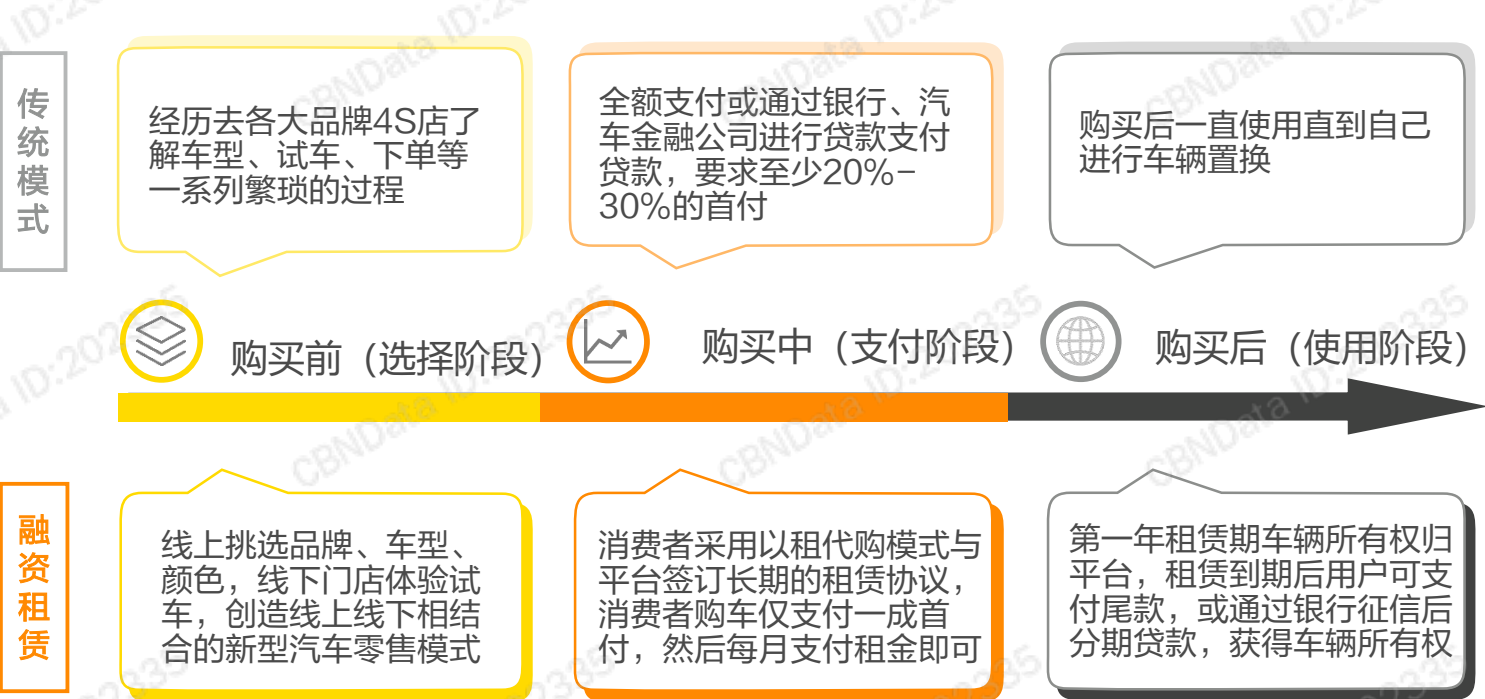 传统模式
经历去各大品牌4S店了
解车型、试车、下单等
一系列繁琐的过程
全额支付或通过银行、汽
车金融公司进行贷款支付
贷款，要求至少20%-
30%的首付
购买后一直使用直到自己
进行车辆置换
购买前（选择阶段）
购买中（支付阶段）
购买后（使用阶段）
融资租赁
线上挑选品牌、车型、
颜色，线下门店体验试
车，创造线上线下相结
合的新型汽车零售模式
消费者采用以租代购模式与
平台签订长期的租赁协议，
消费者购车仅支付一成首
付，然后每月支付租金即可
第一年租赁期车辆所有权归
平台，租赁到期后用户可支
付尾款，或通过银行征信后
分期贷款，获得车辆所有权
CBNData ID:202335